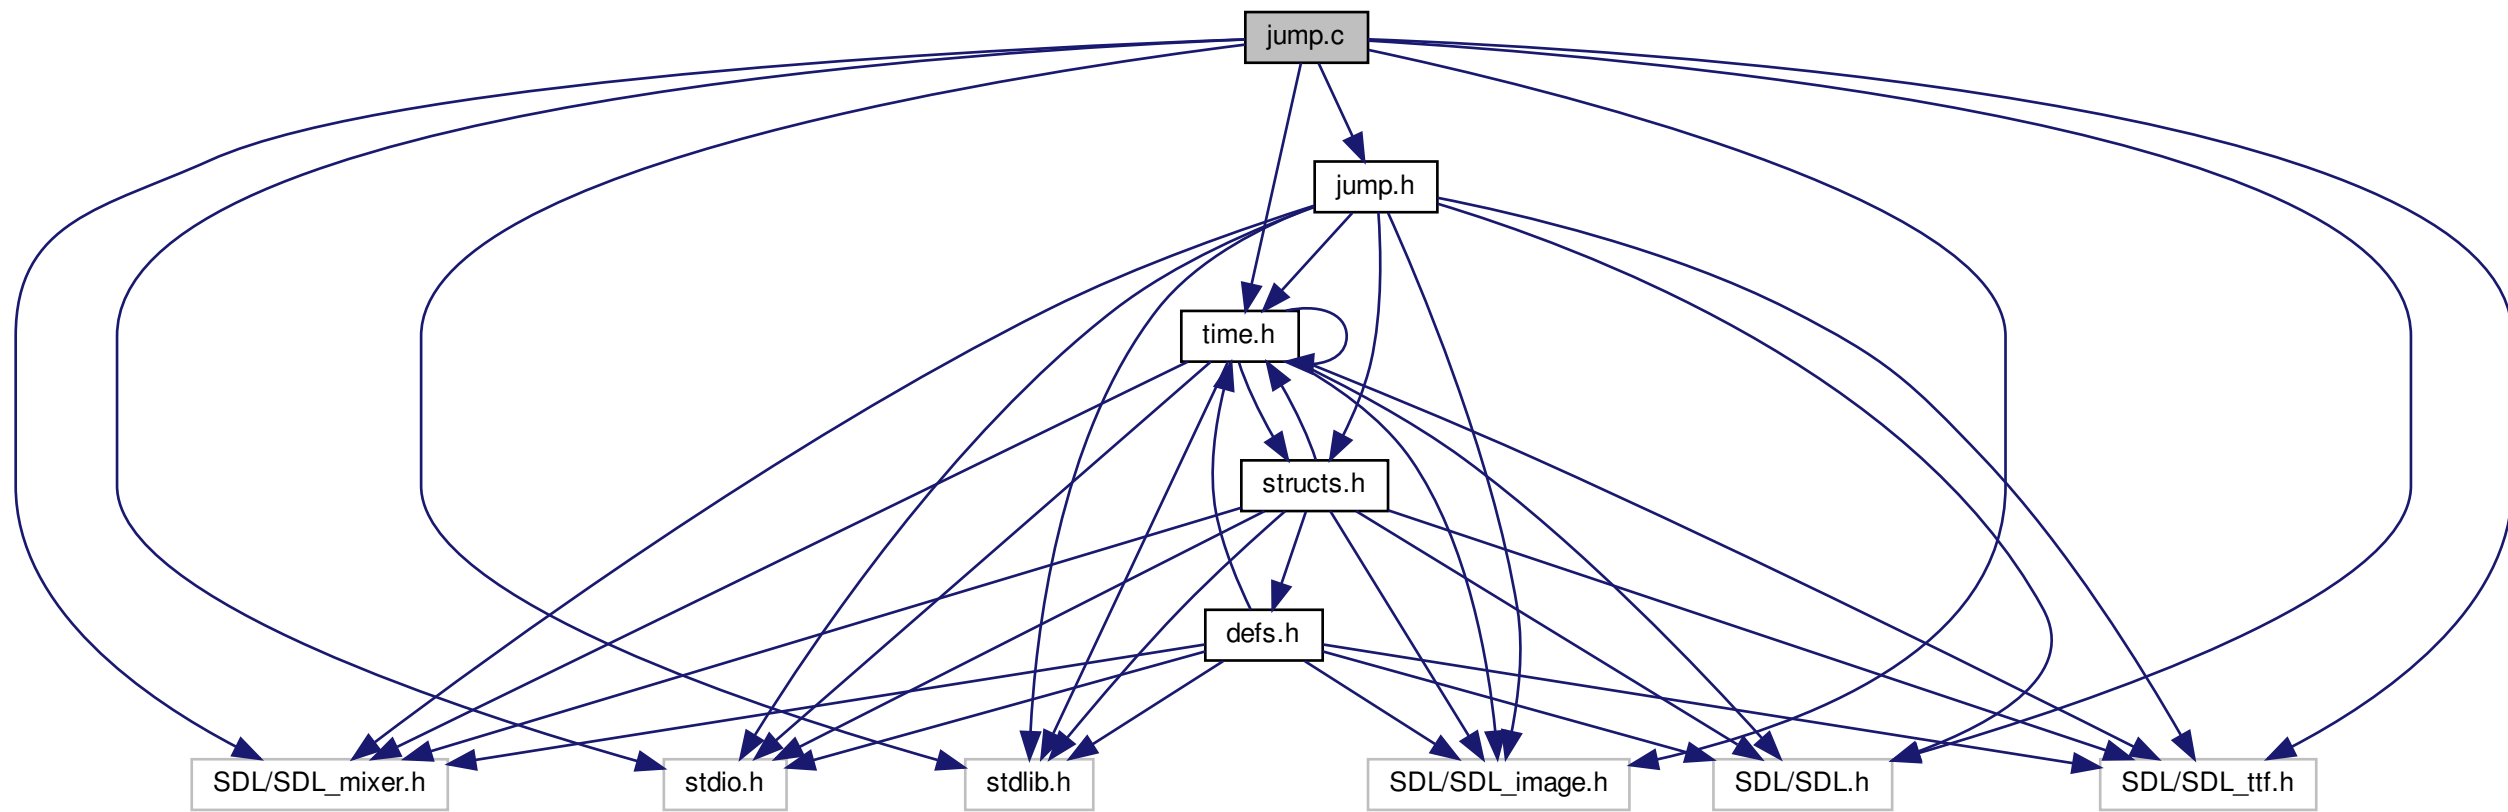 jump.c
jump.h
time.h
structs.h
defs.h
SDL/SDL_mixer.h
stdio.h
stdlib.h
SDL/SDL_image.h
SDL/SDL.h
SDL/SDL_ttf.h